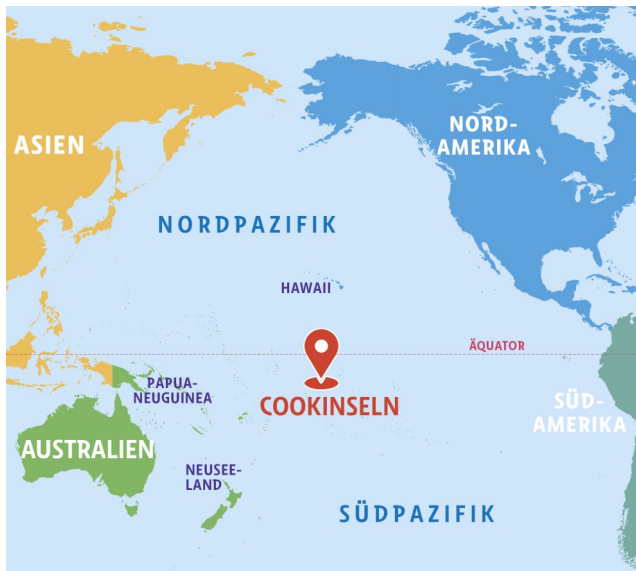 ASIEN
NORD-
AMERIKA
NORDPAZIFIK
HAWAII
ÄQUATOR
PAPUA-
NEUGUINEA
COOKINSELN
SÜD-
AMERIKA
AUSTRALIEN
NEUSEE-
LAND
SÜDPAZIFIK